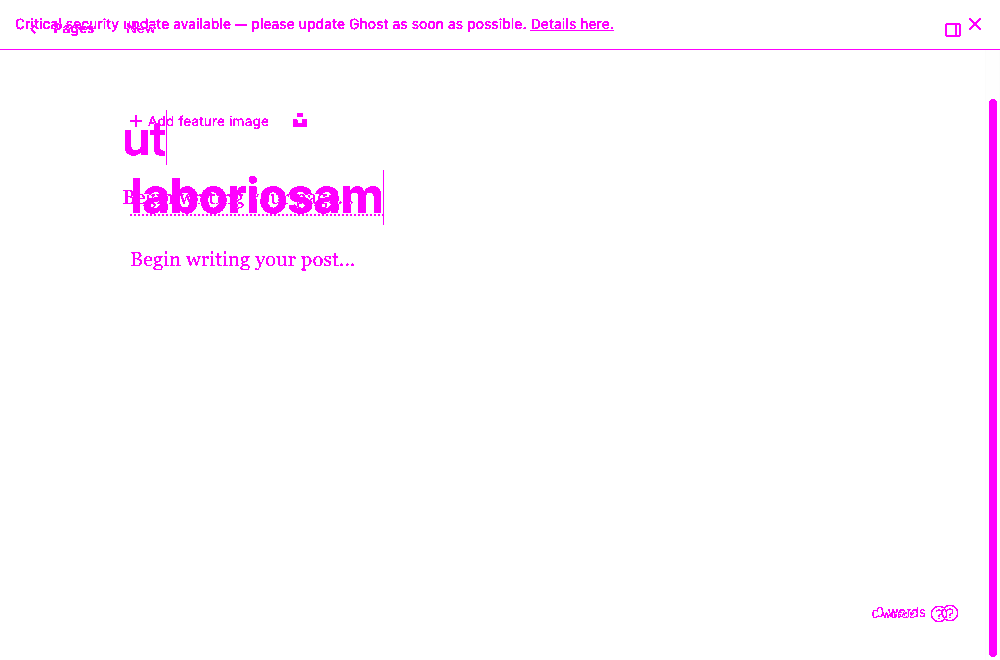 Critical security update available — please update Ghost as soon as possible. Details here.
Pages New
Add feature image
ut
laboriosam
Begin writing your page...
Begin writing your post...
0 words